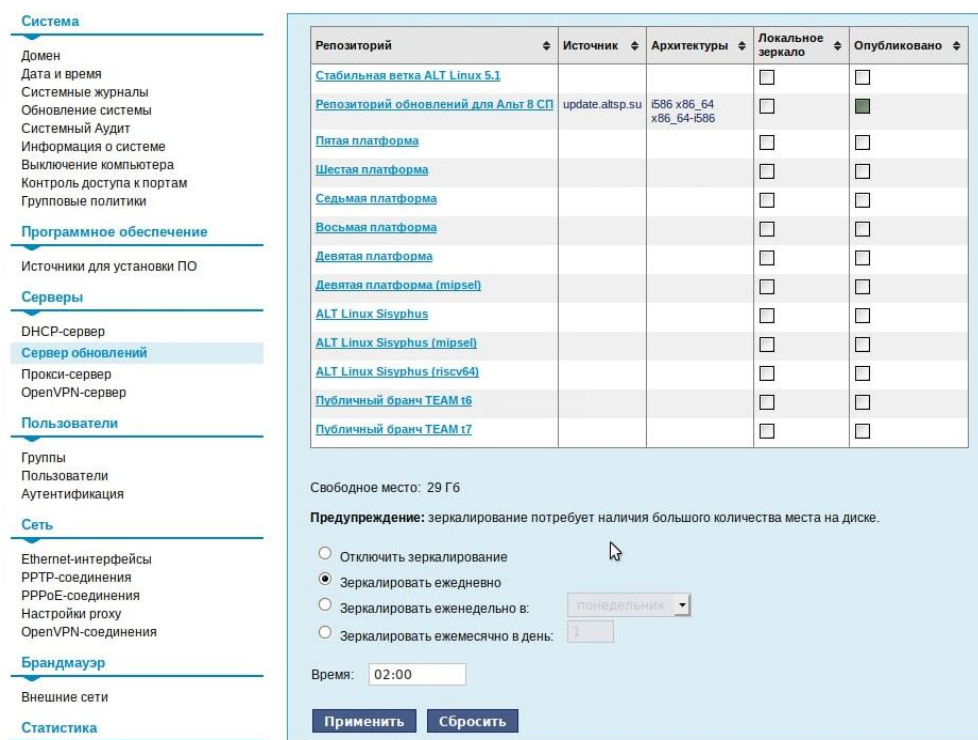 Система
Домен
Дата и время
Системные журналы
Обновление системы
Системный Аудит
Информация о системе
Выключение компьютера
Контроль доступа к портам
Групповые политики
Программное обеспечение
Источники для установки ПО
Серверы
DHCP-сервер
Сервер обновлений
Прокси-сервер
OpenVPN-сервер
Пользователи
Группы
Пользователи
Аутентификация
Сеть
Ethernet-интерфейсы
PPTP-соединения
PPPoE-соединения
Настройки proxy
OpenVPN-соединения
Брандмауэр
Внешние сети
Статистика
Репозиторий Источник Архитектуры Локальное зеркало Опубликовано
Стабильная ветка ALT Linux 5.1
Репозиторий обновлений для Альт 8 СП update.altsp.su i586 x86_64
x86_64-i586
Пятая платформа
Шестая платформа
Седьмая платформа
Восьмая платформа
Девятая платформа
Девятая платформа (mipsel)
ALT Linux Sisyphus
ALT Linux Sisyphus (mipsel)
ALT Linux Sisyphus (riscv64)
Публичный бранч TEAM t6
Публичный бранч TEAM t7
Свободное место: 29 Гб
Предупреждение: зеркалирование потребует наличия большого количества места на диске.
Отключить зеркалирование
Зеркалировать ежедневно
Зеркалировать еженедельно в: понедельник
Зеркалировать ежемесячно в день: 1
Время: 02:00
Применить Сбросить